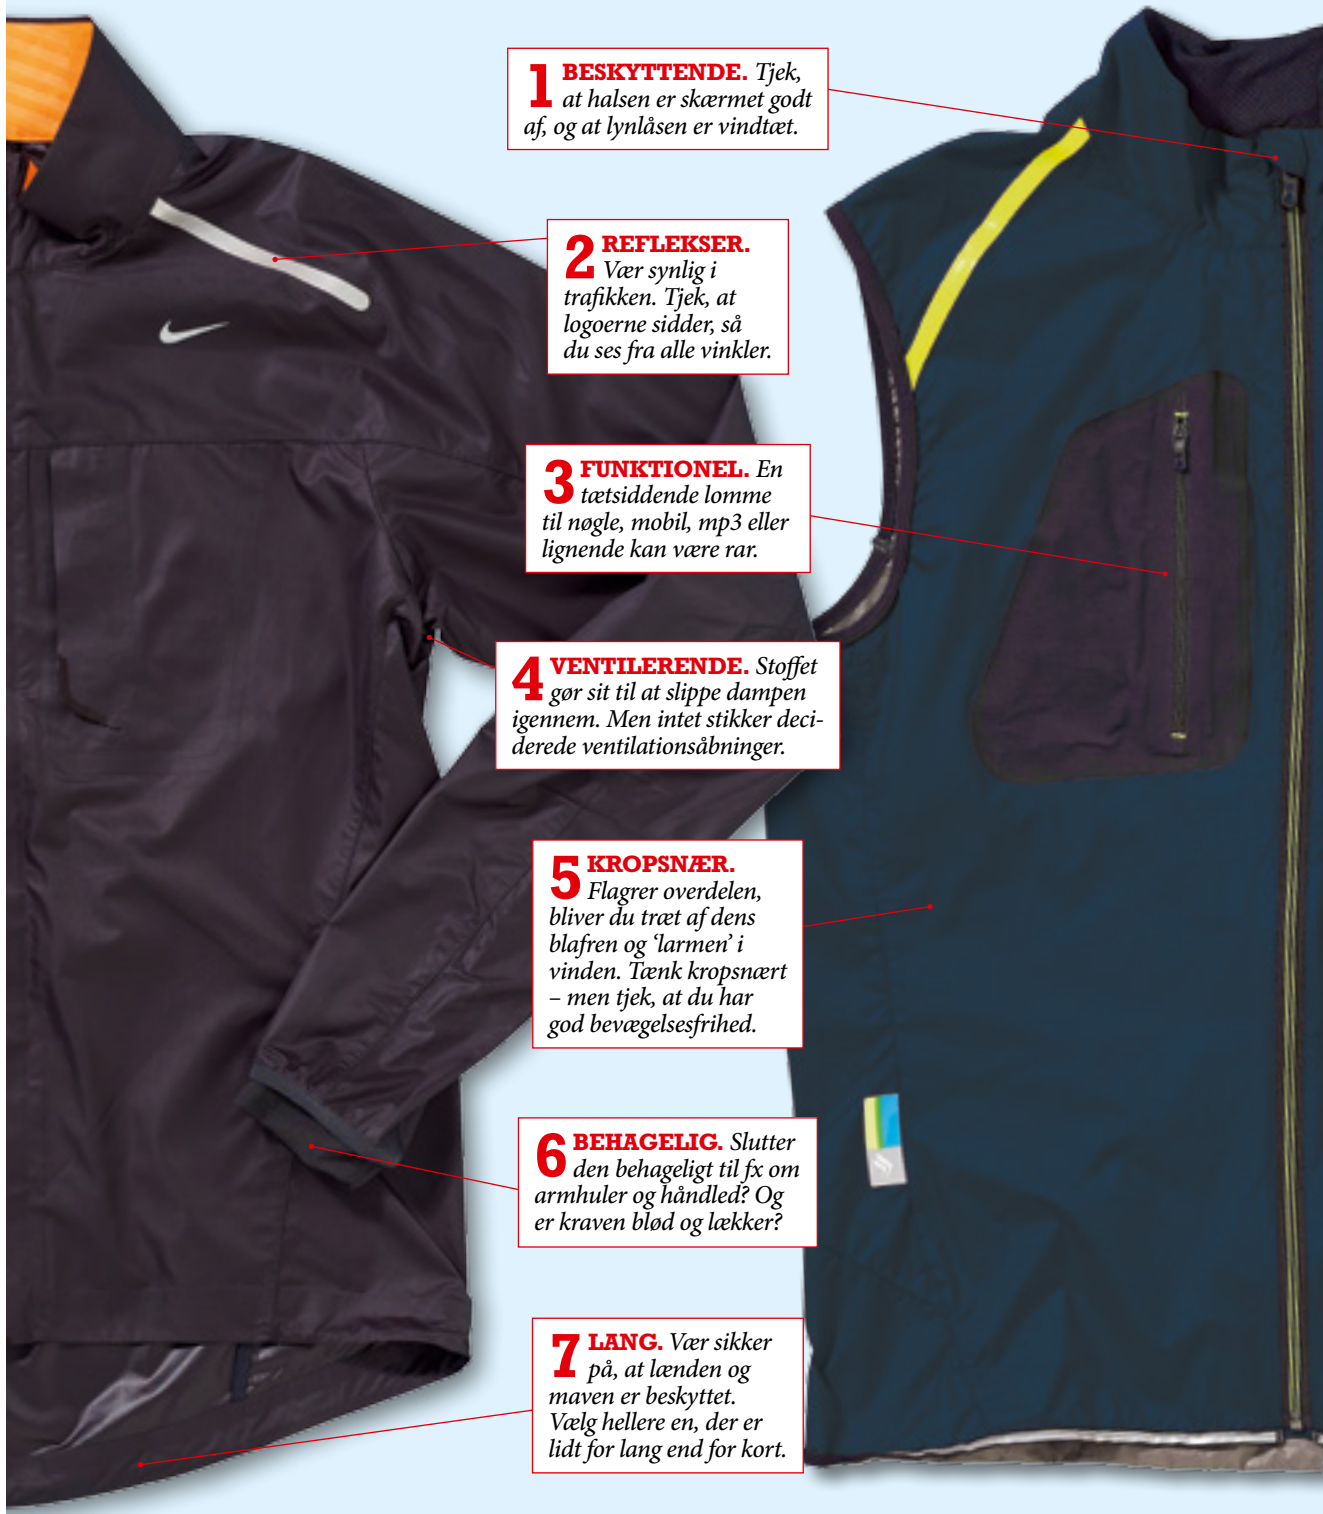 1 BESKYTTENDE. Tjek,
at halsen er skærmet godt
af, og at lynlåsen er vindtæt.
2 REFLEKSER.
Vær synlig i
trafikken. Tjek, at
logoerne sidder, så
du ses fra alle vinkler.
3 FUNKTIONEL. En
tætsiddende lomme
til nøgle, mobil, mp3 eller
lignende kan være rar.
4 VENTILERENDE. Stoffet
gør sit til at slippe dampen
igennem. Men intet stikker deci-
derede ventilationsåbninger.
5 KROPSNÆR.
Flagrer overdelen,
bliver du træt af dens
blafren og ‘larmen’ i
vinden. Tænk kropsnært
– men tjek, at du har
god bevægelsesfrihed.
6 BEHAGELIG. Slutter
den behageligt til fx om
armhuler og håndled? Og
er kraven blød og lækker?
7 LANG. Vær sikker
på, at lænden og
maven er beskyttet.
Vælg hellere en, der er
lidt for lang end for kort.